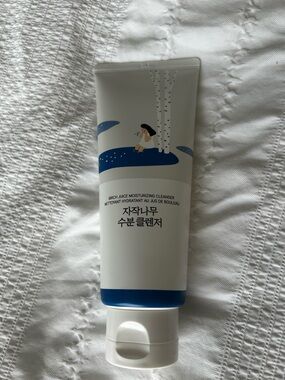 BIRCH JUICE MOISTURIZING CLEANSER
NETTOYANT HYDRATANT AU JUS DE BOULEAU
자작나무
수분 클렌저